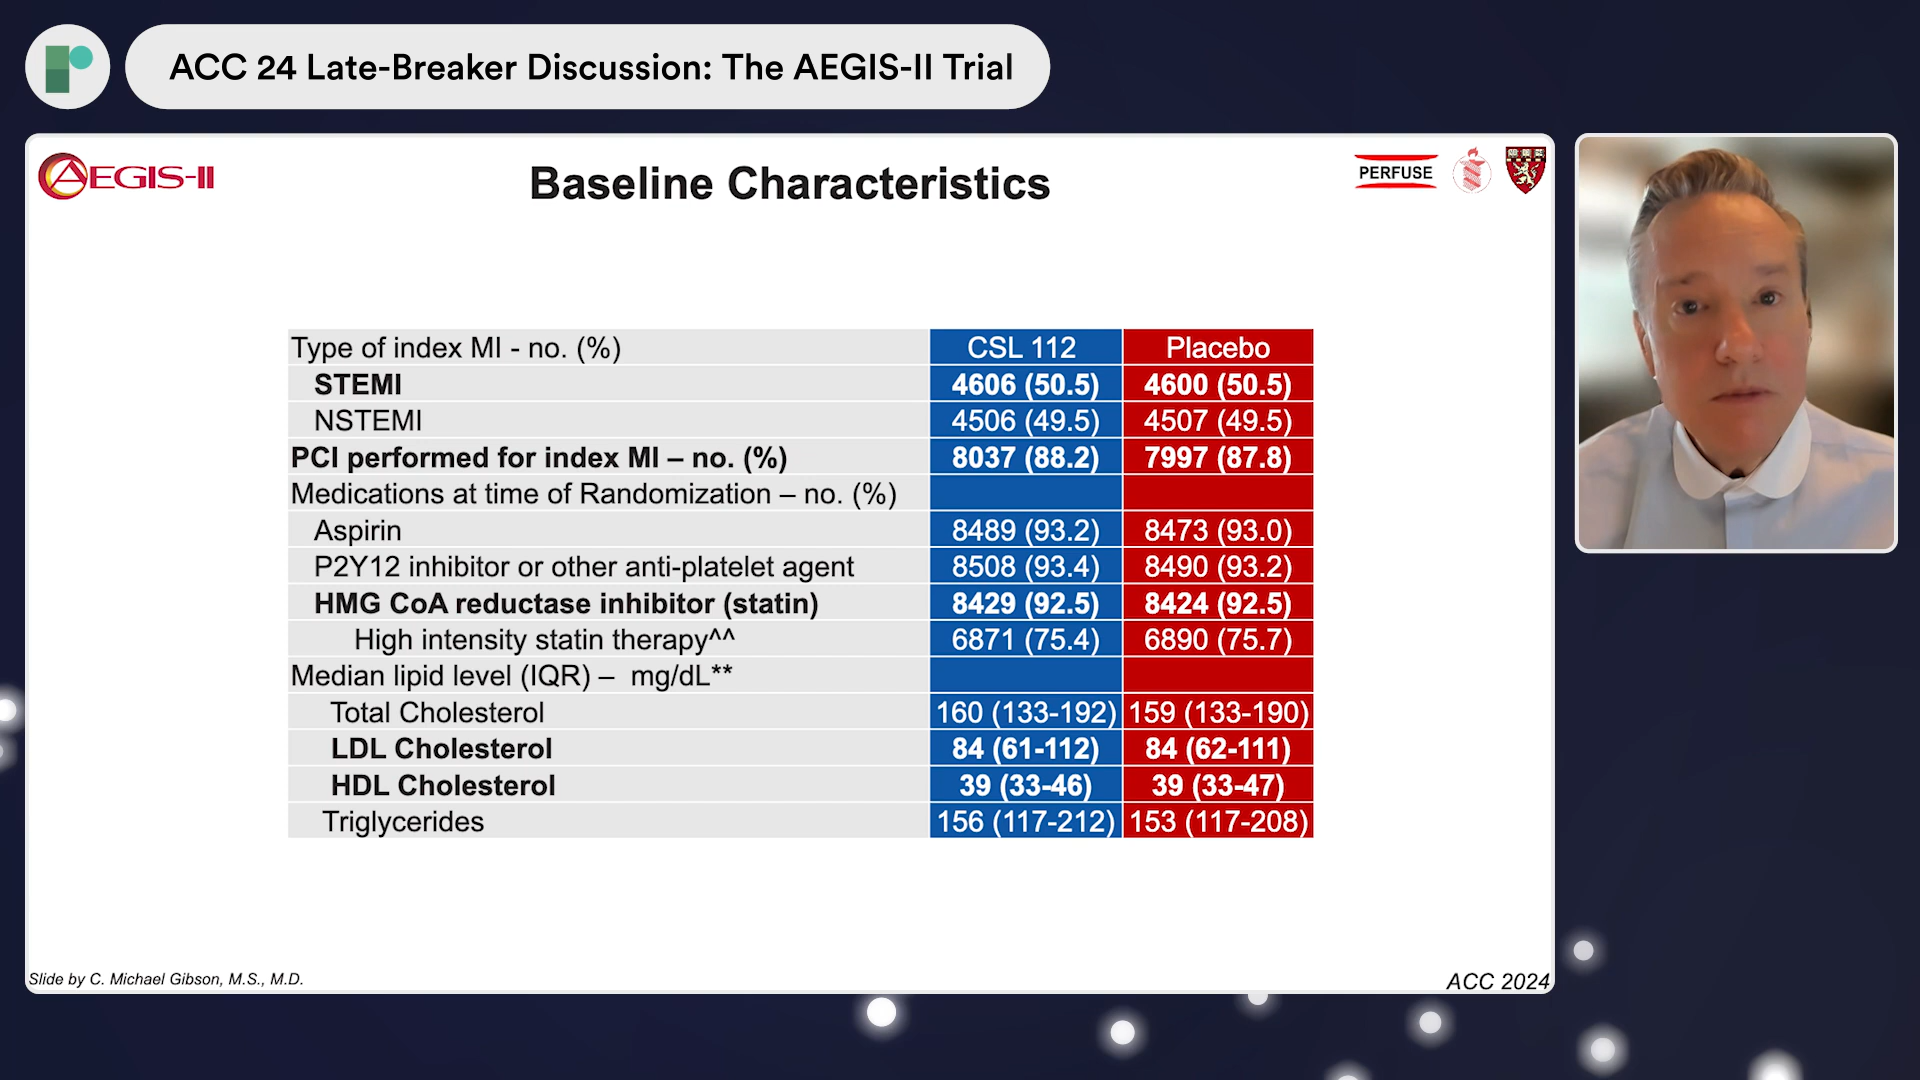 ACC 24 Late-Breaker Discussion: The AEGIS-II Trial
AEGIS-II
Baseline Characteristics
PERFUSE
Type of index MI - no. (%) CSL 112 Placebo
STEMI 4606 (50.5) 4600 (50.5)
NSTEMI 4506 (49.5) 4507 (49.5)
PCI performed for index MI – no. (%) 8037 (88.2) 7997 (87.8)
Medications at time of Randomization – no. (%)
Aspirin 8489 (93.2) 8473 (93.0)
P2Y12 inhibitor or other anti-platelet agent 8508 (93.4) 8490 (93.2)
HMG CoA reductase inhibitor (statin) 8429 (92.5) 8424 (92.5)
High intensity statin therapy^^ 6871 (75.4) 6890 (75.7)
Median lipid level (IQR) – mg/dL**
Total Cholesterol 160 (133-192) 159 (133-190)
LDL Cholesterol 84 (61-112) 84 (62-111)
HDL Cholesterol 39 (33-46) 39 (33-47)
Triglycerides 156 (117-212) 153 (117-208)
Slide by C. Michael Gibson, M.S., M.D.
ACC 2024